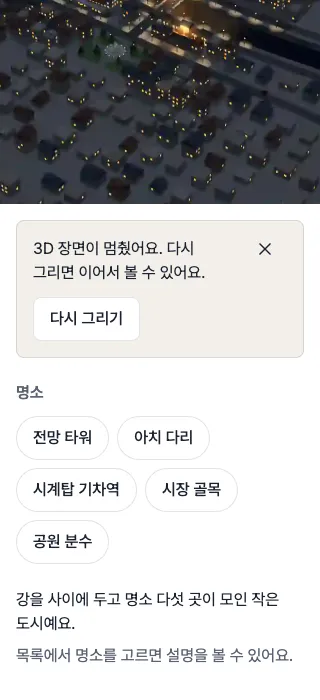 3D 장면이 멈췄어요. 다시
그리면 이어서 볼 수 있어요.
다시 그리기
명소
전망 타워
아치 다리
시계탑 기차역
시장 골목
공원 분수
강을 사이에 두고 명소 다섯 곳이 모인 작은
도시예요.
목록에서 명소를 고르면 설명을 볼 수 있어요.